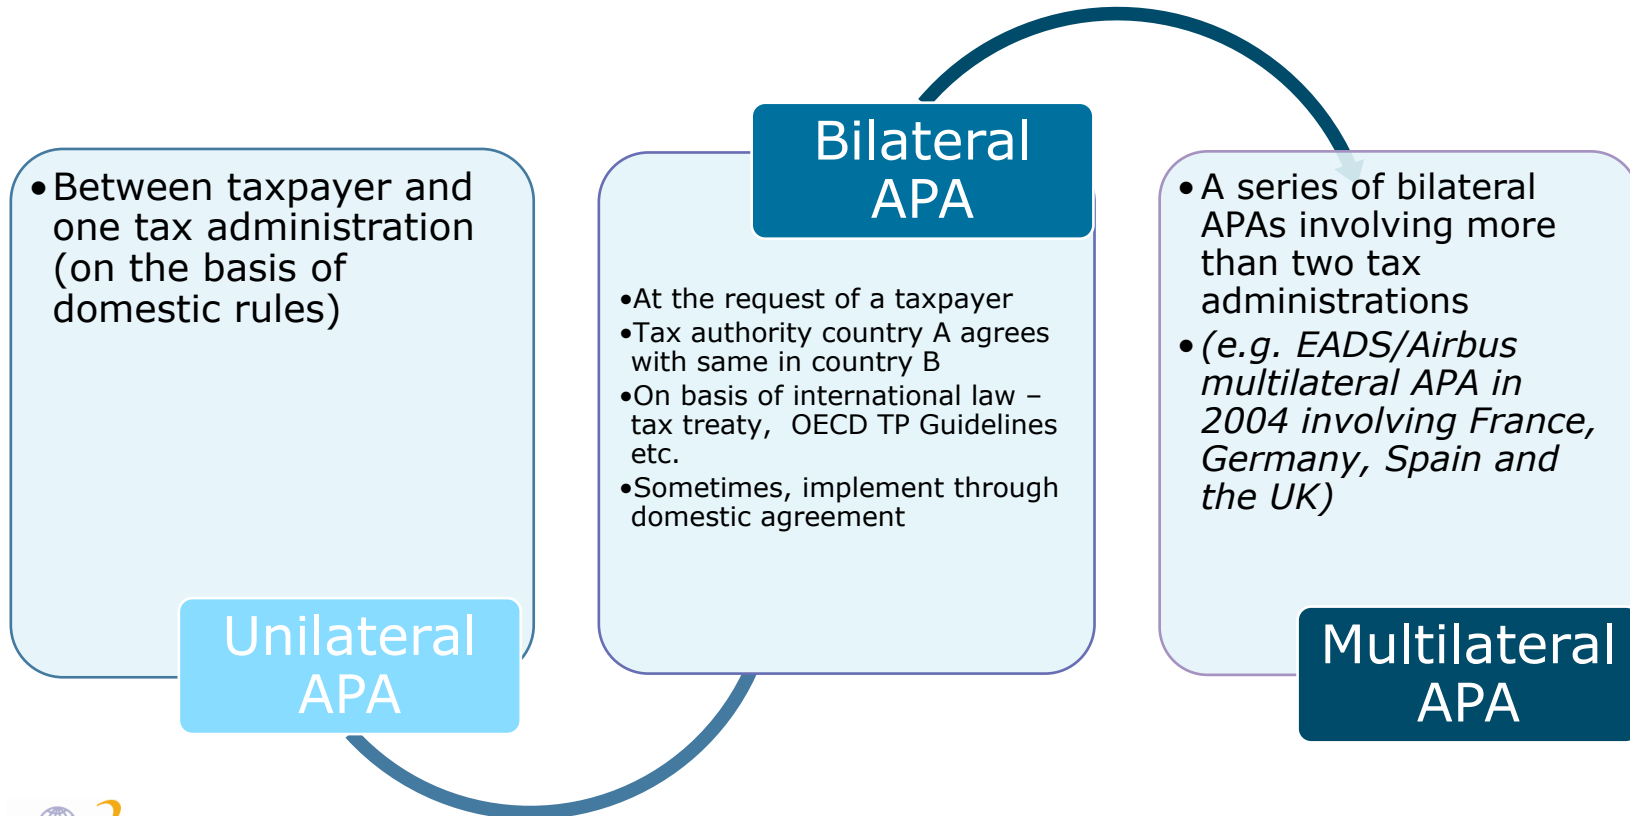 •Between taxpayer and
one tax administration
(on the basis of
domestic rules)
Unilateral
APA
Bilateral
APA
•At the request of a taxpayer
•Tax authority country A agrees
with same in country B
•On basis of international law –
tax treaty, OECD TP Guidelines
etc.
•Sometimes, implement through
domestic agreement
•A series of bilateral
APAs involving more
than two tax
administrations
•(e.g. EADS/Airbus
multilateral APA in
2004 involving France,
Germany, Spain and
the UK)
Multilateral
APA